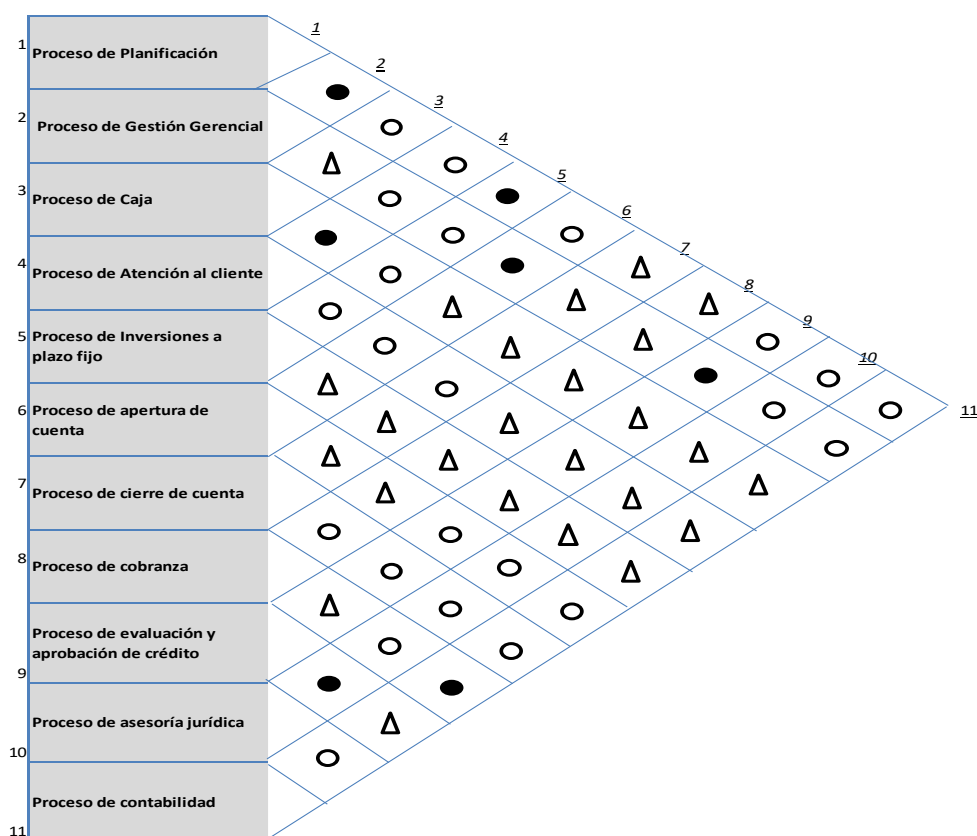 1
1
Proceso de Planificación
2
3
2
Proceso de Gestión Gerencial
4
3
Proceso de Caja
5
6
4
Proceso de Atención al cliente
7
8
5
Proceso de Inversiones a
plazo fijo
9
10
6
Proceso de apertura de
cuenta
11
7
Proceso de cierre de cuenta
8
Proceso de cobranza
Proceso de evaluación y
aprobación de crédito
9
Proceso de asesoría jurídica
10
Proceso de contabilidad
11